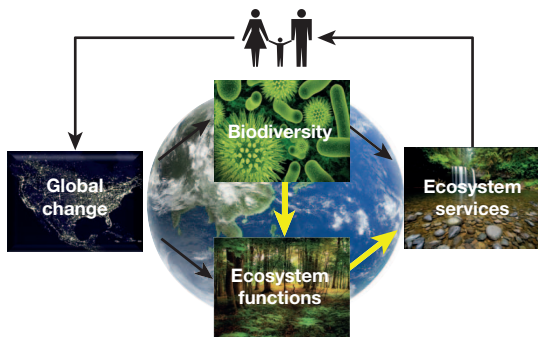 Biodiversity
Global
change
Ecosystem
services
Ecosystem
functions